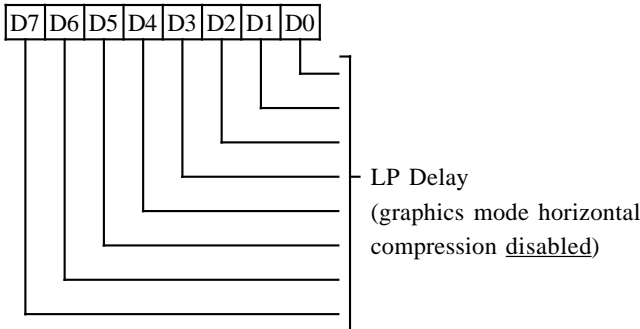 D7 D6 D5 D4 D3 D2 D1 D0
LP Delay
(graphics mode horizontal
compression disabled)